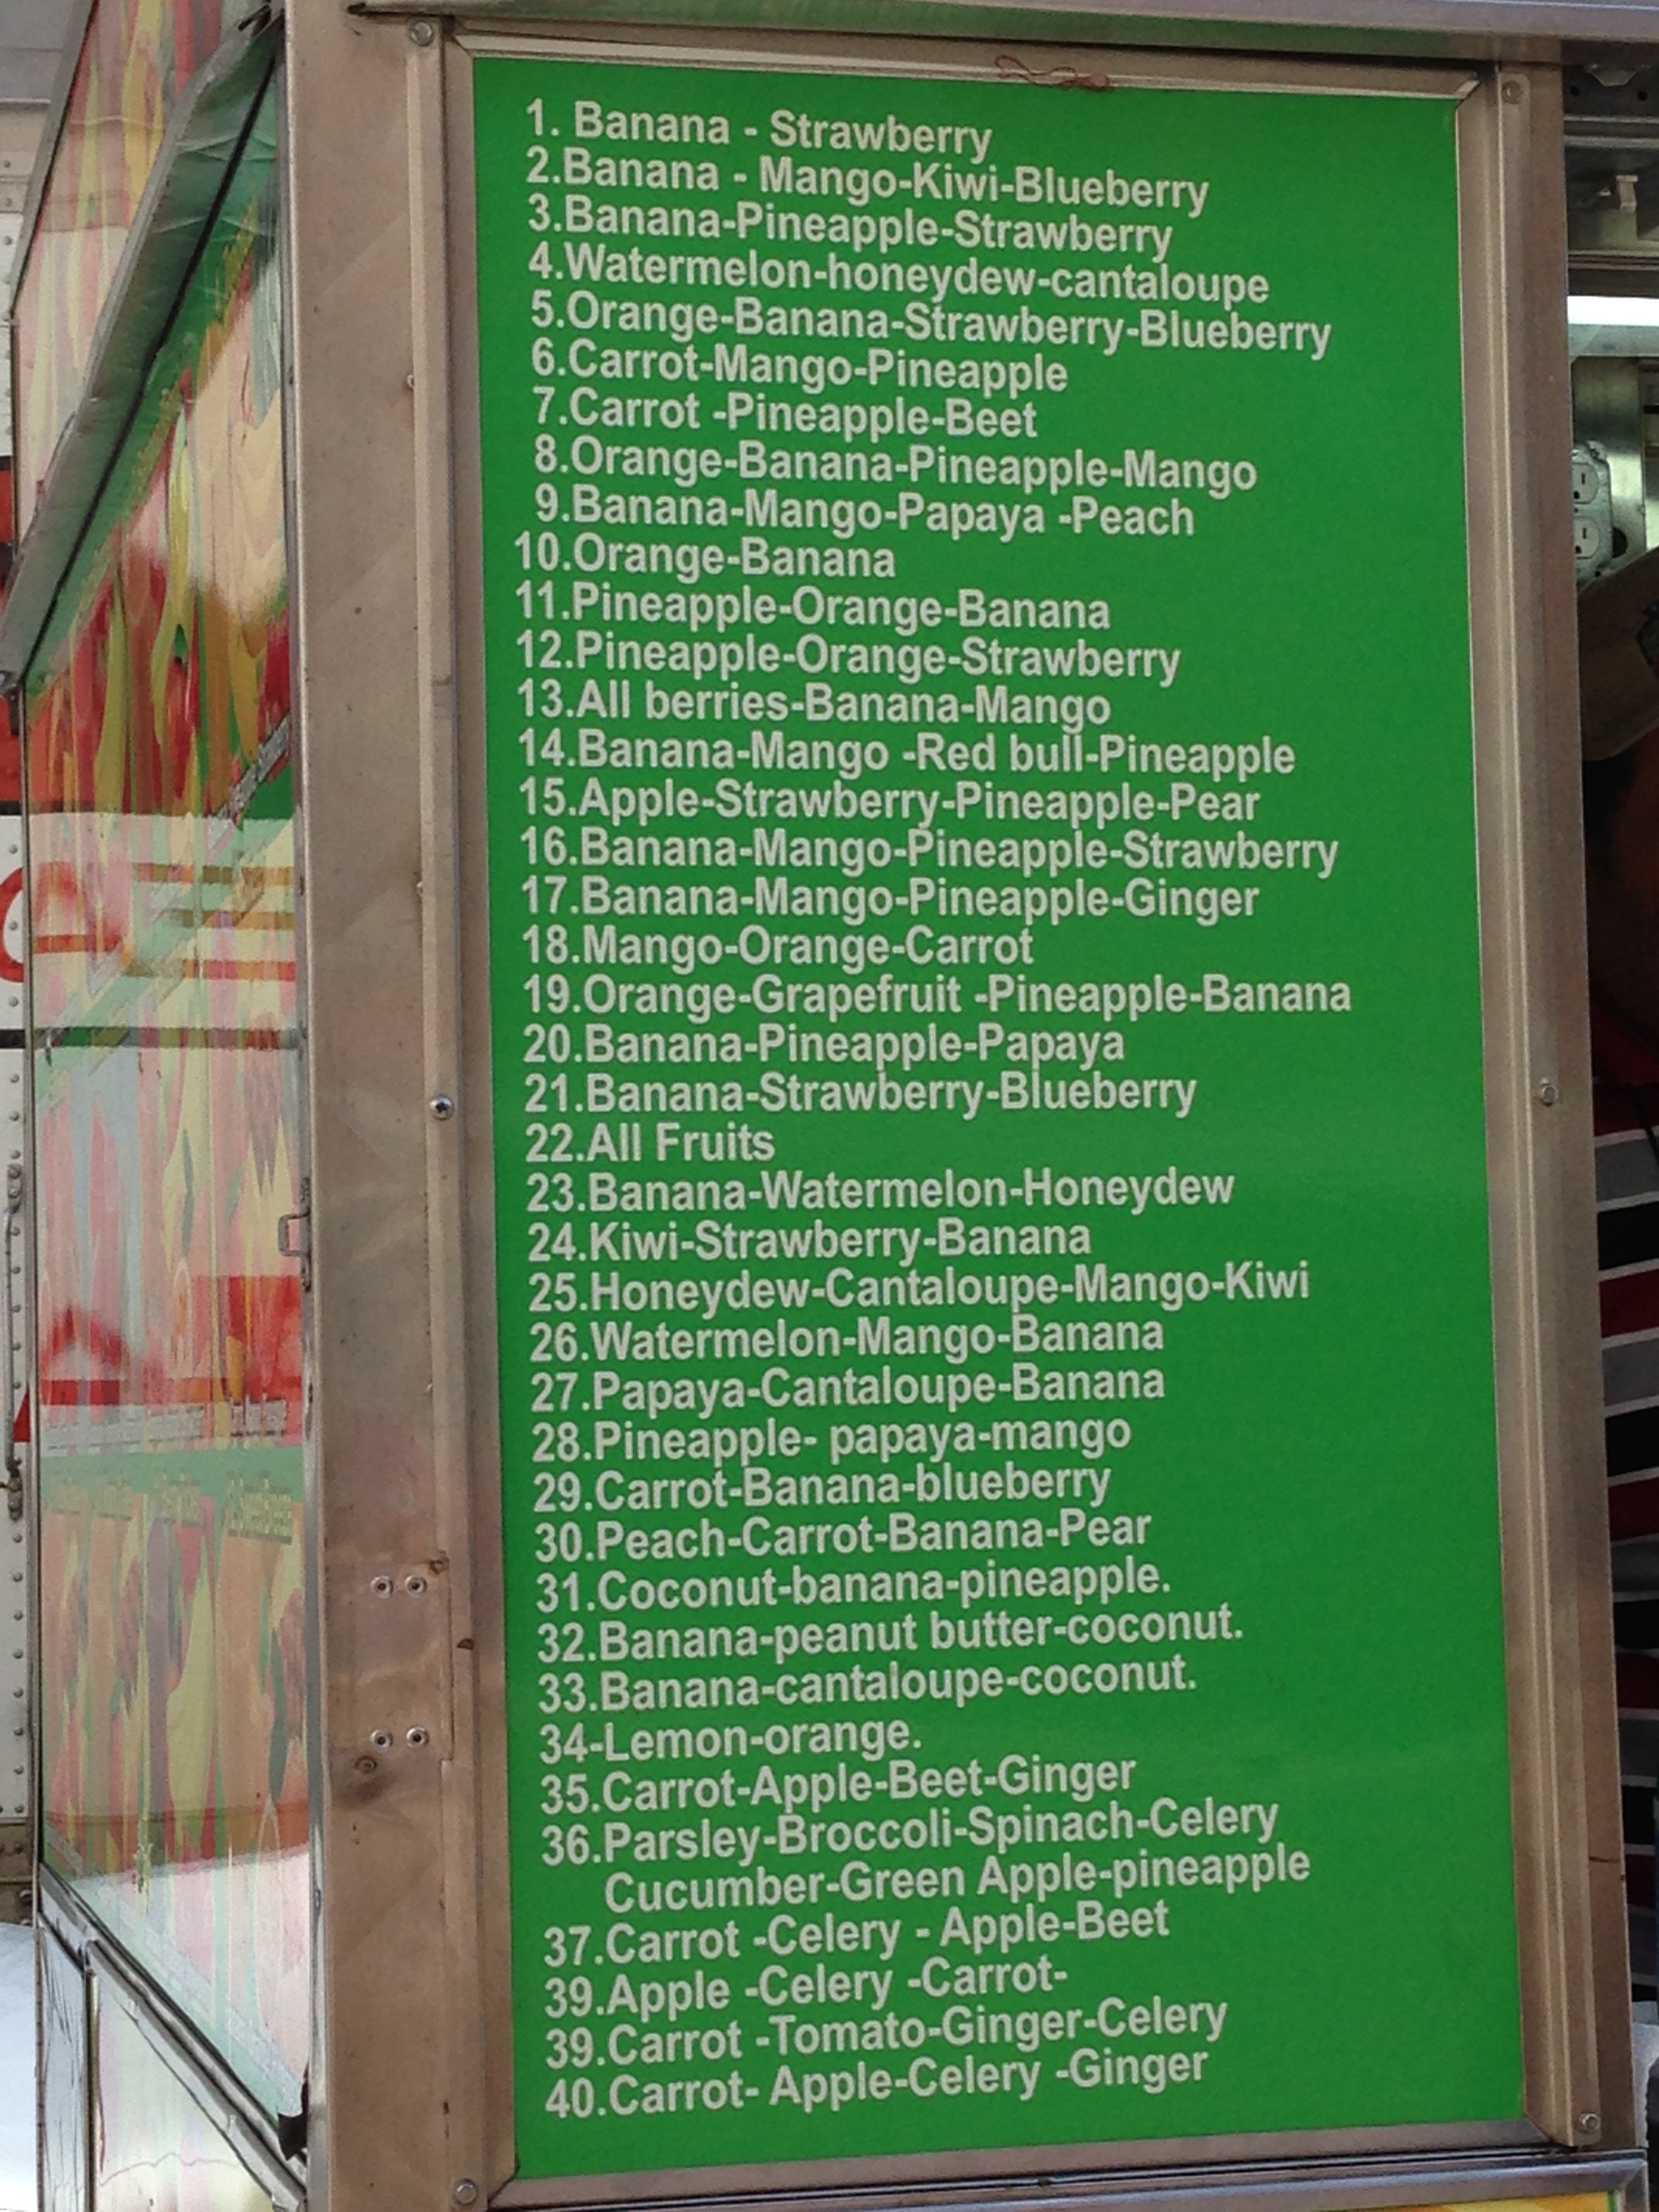 1. Banana - Strawberry
2.Banana - Mango-Kiwi-Blueberry
3.Banana-Pineapple-Strawberry
4.Watermelon-honeydew-cantaloupe
5.Orange-Banana-Strawberry-Blueberry
6.Carrot-Mango-Pineapple
7.Carrot -Pineapple-Beet
8.Orange-Banana-Pineapple-Mango
9.Banana-Mango-Papaya -Peach
10.Orange-Banana
11.Pineapple-Orange-Banana
12.Pineapple-Orange-Strawberry
13.All berries-Banana-Mango
14.Banana-Mango -Red bull-Pineapple
15.Apple-Strawberry-Pineapple-Pear
16.Banana-Mango-Pineapple-Strawberry
17.Banana-Mango-Pineapple-Ginger
18.Mango-Orange-Carrot
19.Orange-Grapefruit -Pineapple-Banana
20.Banana-Pineapple-Papaya
21.Banana-Strawberry-Blueberry
22.All Fruits
23.Banana-Watermelon-Honeydew
24.Kiwi-Strawberry-Banana
25.Honeydew-Cantaloupe-Mango-Kiwi
26.Watermelon-Mango-Banana
27.Papaya-Cantaloupe-Banana
28.Pineapple- papaya-mango
29.Carrot-Banana-blueberry
30.Peach-Carrot-Banana-Pear
31.Coconut-banana-pineapple.
32.Banana-peanut butter-coconut.
33.Banana-cantaloupe-coconut.
34-Lemon-orange.
35.Carrot-Apple-Beet-Ginger
36.Parsley-Broccoli-Spinach-Celery
Cucumber-Green Apple-pineapple
37.Carrot -Celery - Apple-Beet
39.Apple -Celery -Carrot-
39.Carrot -Tomato-Ginger-Celery
40.Carrot- Apple-Celery -Ginger